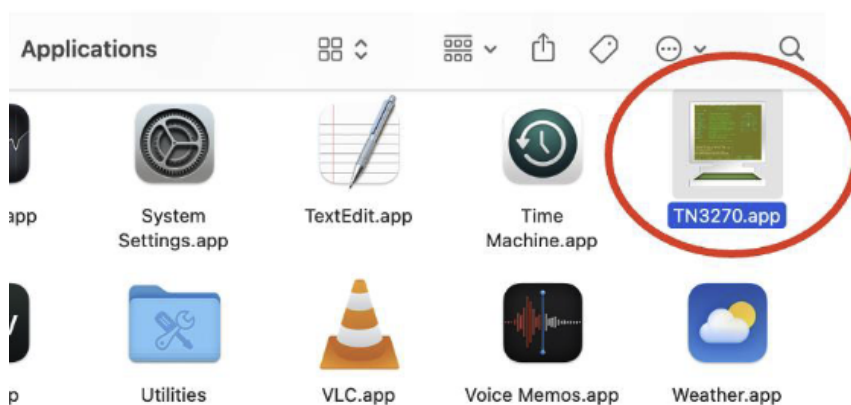 Applications
app
System
Settings.app
TextEdit.app
Time
Machine.app
TN3270.app
p
Utilities
VLC.app
Voice Memos.app
Weather.app